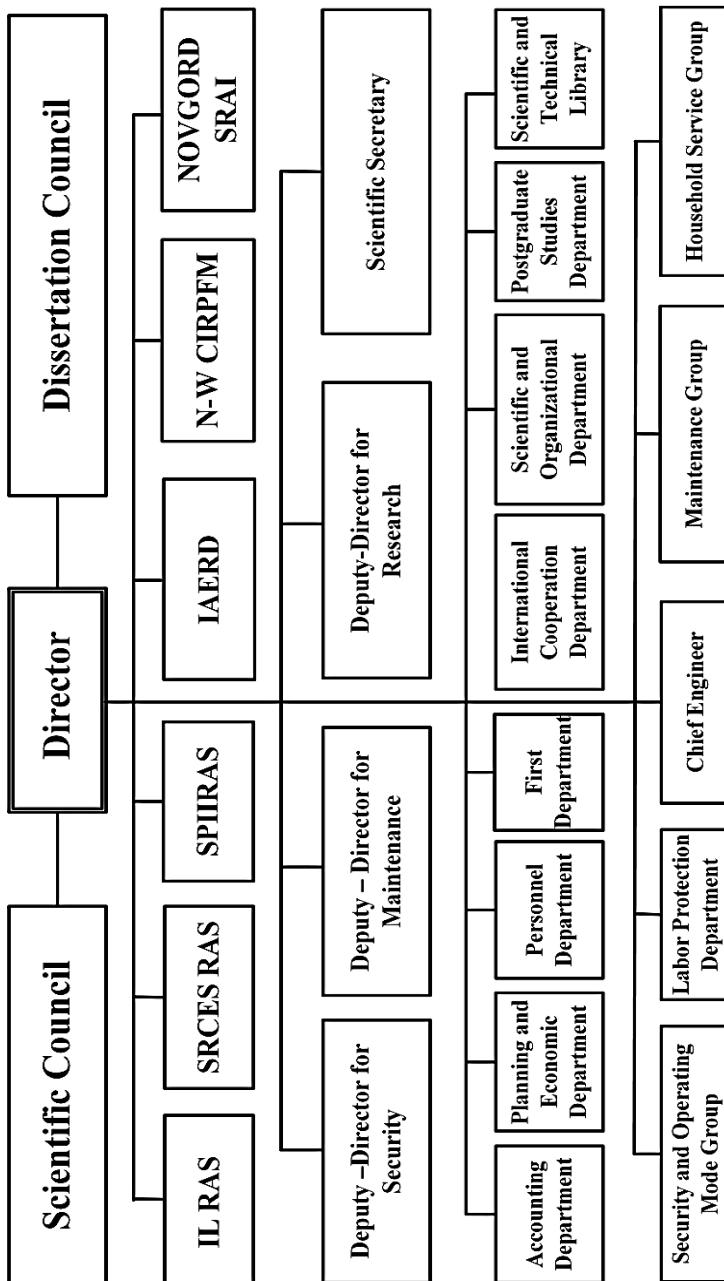 Scientific Council
Director
Dissertation Council
IL RAS
SRCES RAS
SPIIRAS
IAERD
N-W CIRPFM
NOVGORD
SRAI
Deputy –Director for
Security
Deputy – Director for
Maintenance
Deputy-Director for
Research
Scientific Secretary
Accounting
Department
Planning and
Economic
Department
Personnel
Department
First
Department
International
Cooperation
Department
Scientific and
Organizational
Department
Postgraduate
Studies
Department
Scientific and
Technical
Library
Security and Operating
Mode Group
Labor Protection
Department
Chief Engineer
Maintenance Group
Household Service Group